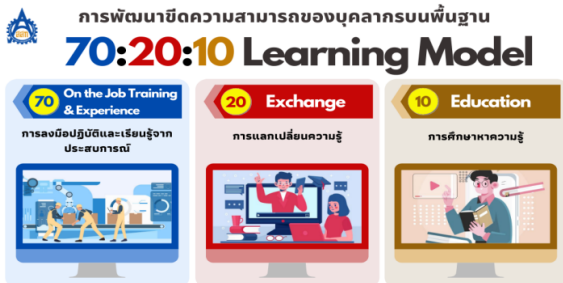 การพัฒนาขีดความสามารถของบุคลากรบนพื้นฐาน
70:20:10 Learning Model
70
On the Job Training
& Experience
การลงมือปฏิบัติและเรียนรู้จาก
ประสบการณ์
20
Exchange
การแลกเปลี่ยนความรู้
10
Education
การศึกษาหาความรู้